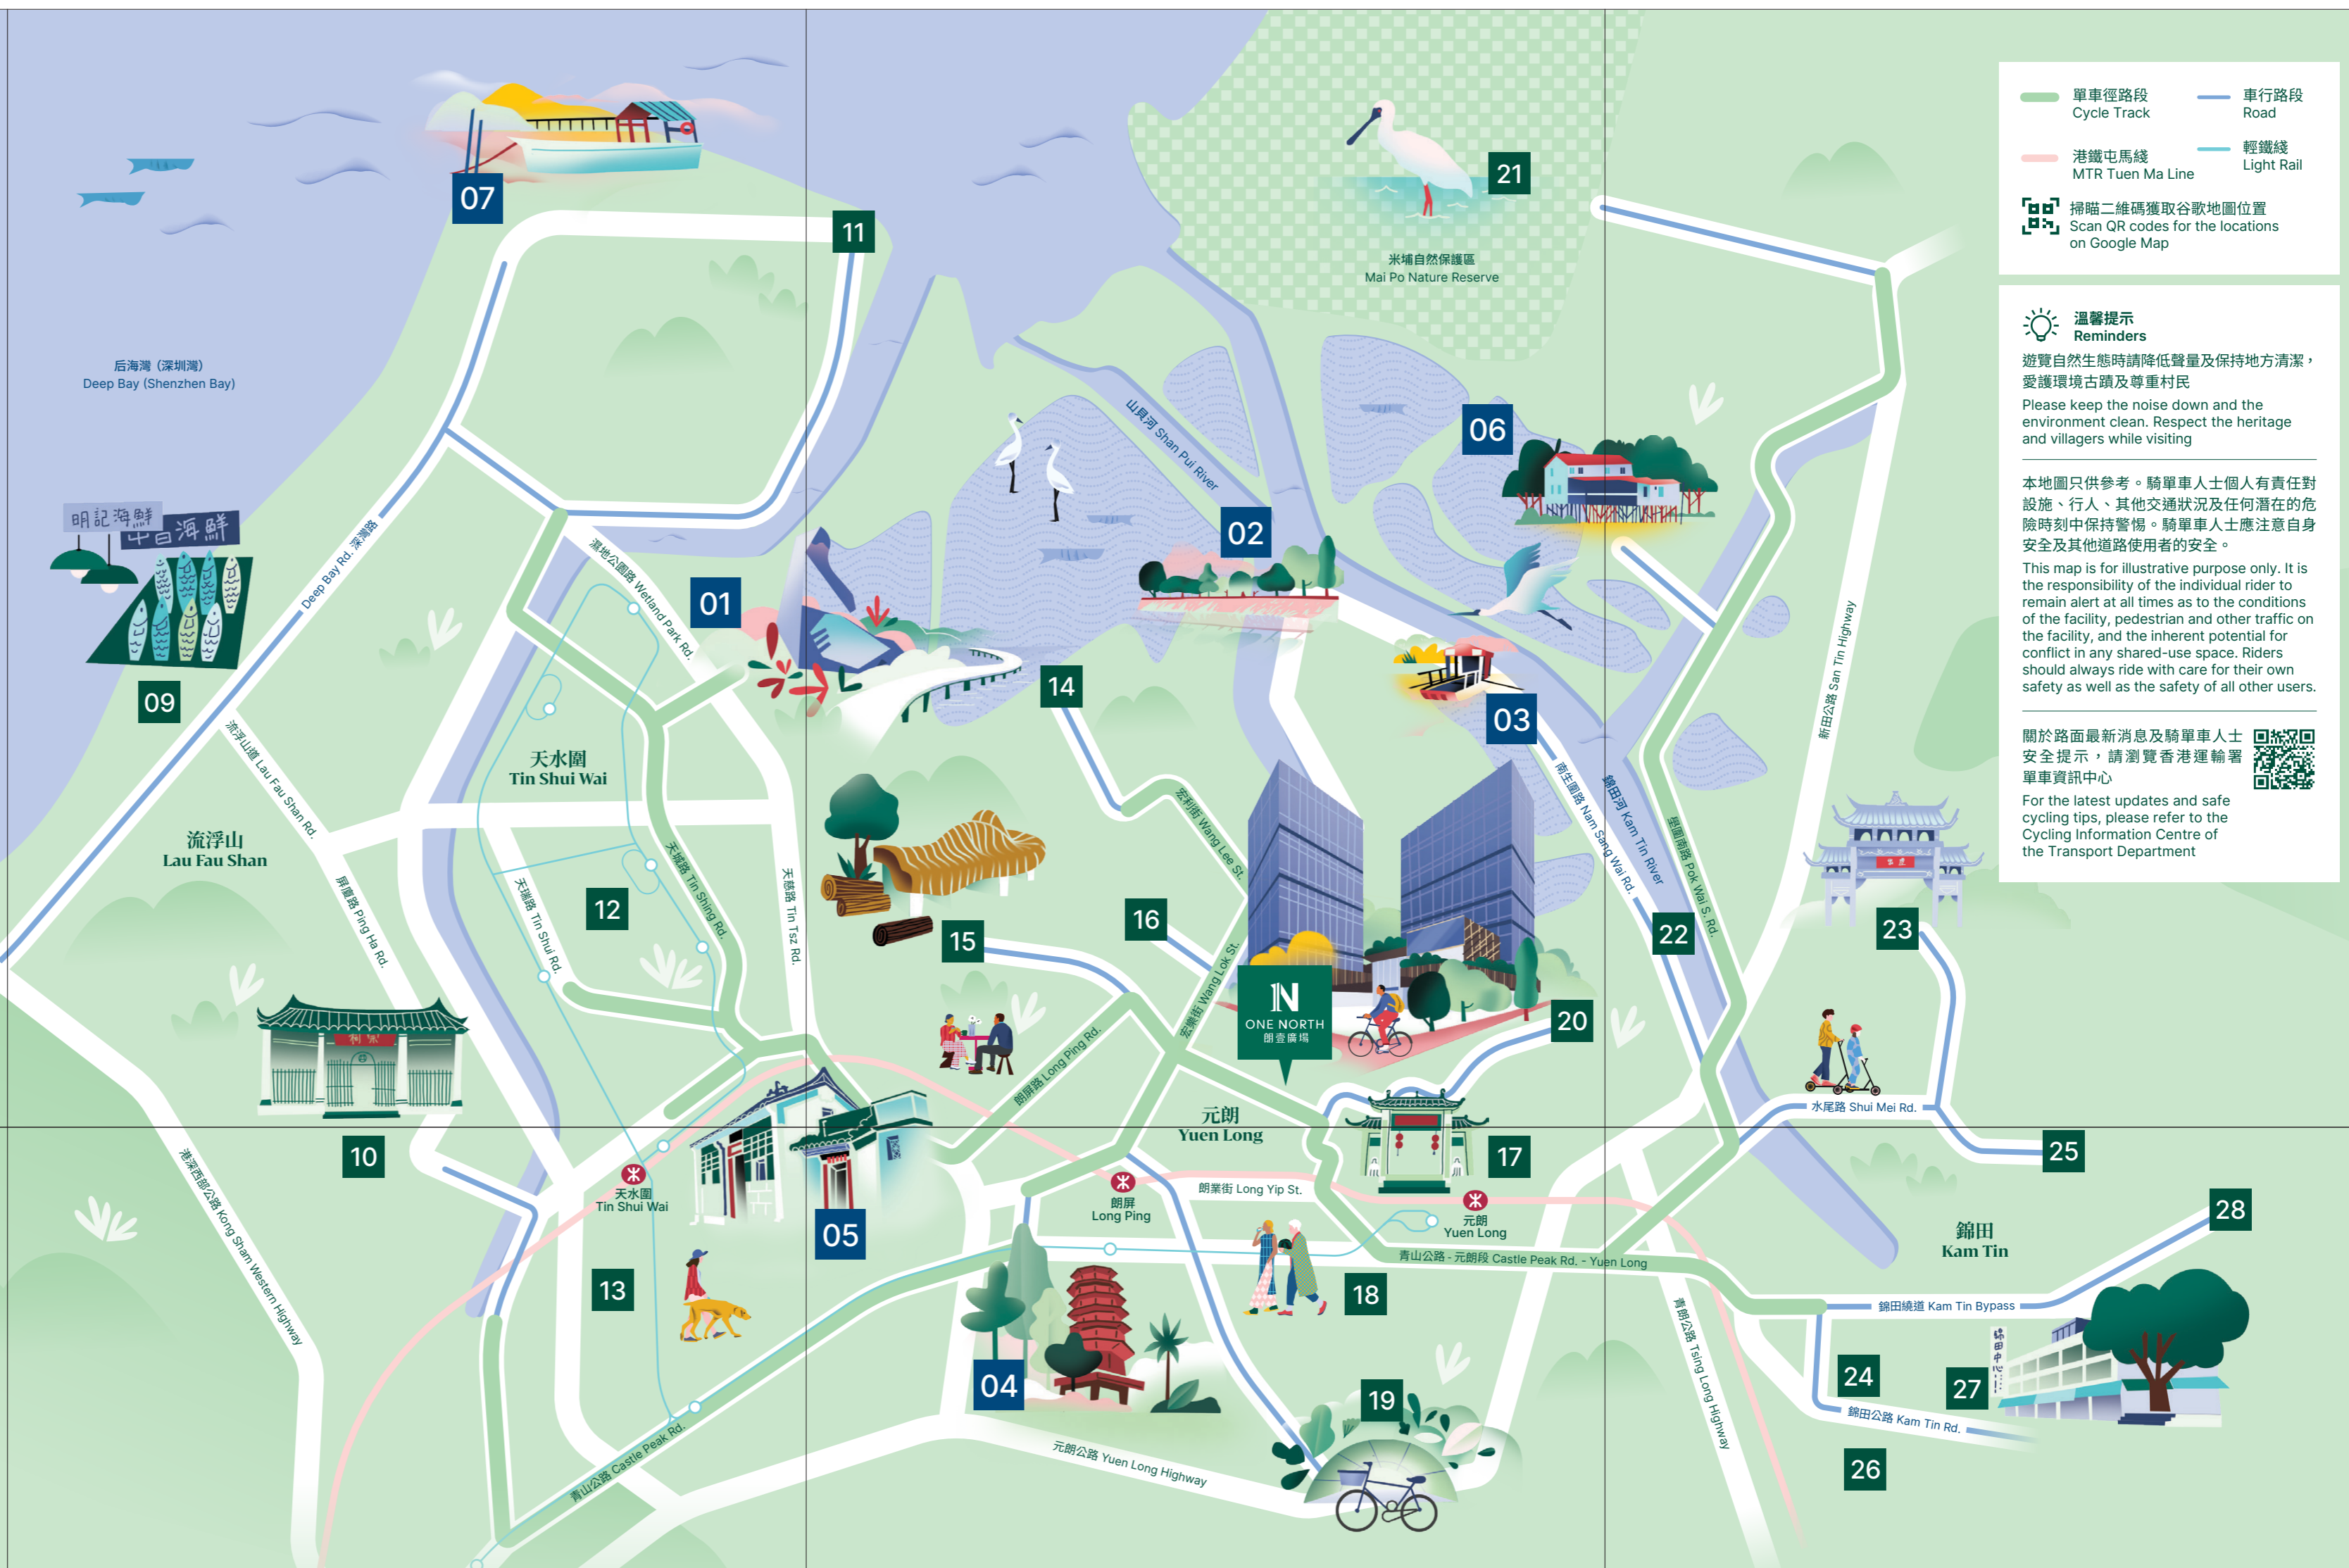 07
11
21
米埔自然保護區
Mai Po Nature Reserve
后海灣（深圳灣）
Deep Bay (Shenzhen Bay)
山貝河 Shan Pui River
06
02
01
明記海鮮
海鮮
09
Deep Bay Rd. 深灣路
濕地公園路 Wetland Park Rd.
14
03
天水圍
Tin Shui Wai
流浮山道 Lau Fau Shan Rd.
流浮山
Lau Fau Shan
屏廈路 Ping Ha Rd.
天瑞路 Tin Shui Rd.
12
天城路 Tin Shing Rd.
天慈路 Tin Tsz Rd.
宏利街 Wang Lee St.
南生圍路 Nam Sang Wai Rd.
錦田河 Kam Tin River
壆圍南路 Pok Wai S. Rd.
新田公路 San Tin Highway
15
16
宏樂街 Wang Lok St.
N
ONE NORTH
朗壹廣場
20
22
23
朗屏路 Long Ping Rd.
元朗
Yuen Long
水尾路 Shui Mei Rd.
10
港深西部公路 Kong Sham Western Highway
天水圍
Tin Shui Wai
05
朗屏
Long Ping
朗業街 Long Yip St.
17
元朗
Yuen Long
25
28
錦田
Kam Tin
13
18
青山公路 - 元朗段 Castle Peak Rd. - Yuen Long
錦田繞道 Kam Tin Bypass
04
19
青朗公路 Tsing Long Highway
24
27
錦田中心
錦田公路 Kam Tin Rd.
26
青山公路 Castle Peak Rd.
元朗公路 Yuen Long Highway
單車徑路段
Cycle Track
車行路段
Road
港鐵屯馬綫
MTR Tuen Ma Line
輕鐵綫
Light Rail
掃瞄二維碼獲取谷歌地圖位置
Scan QR codes for the locations
on Google Map
溫馨提示
Reminders
遊覽自然生態時請降低聲量及保持地方清潔，
愛護環境古蹟及尊重村民
Please keep the noise down and the
environment clean. Respect the heritage
and villagers while visiting
本地圖只供參考。騎單車人士個人有責任對
設施、行人、其他交通狀況及任何潛在的危
險時刻中保持警惕。騎單車人士應注意自身
安全及其他道路使用者的安全。
This map is for illustrative purpose only. It is
the responsibility of the individual rider to
remain alert at all times as to the conditions
of the facility, pedestrian and other traffic on
the facility, and the inherent potential for
conflict in any shared-use space. Riders
should always ride with care for their own
safety as well as the safety of all other users.
關於路面最新消息及騎單車人士
安全提示，請瀏覽香港運輸署
單車資訊中心
For the latest updates and safe
cycling tips, please refer to the
Cycling Information Centre of
the Transport Department